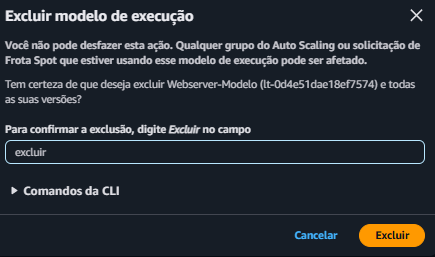 Excluir modelo de execução
Você não pode desfazer esta ação. Qualquer grupo do Auto Scaling ou solicitação de
Frota Spot que estiver usando esse modelo de execução pode ser afetado.
Tem certeza de que deseja excluir Webserver-Modelo (lt-0d4e51dae18ef7574) e todas
as suas versões?
Para confirmar a exclusão, digite Excluir no campo
excluir
Comandos da CLI
Cancelar
Excluir